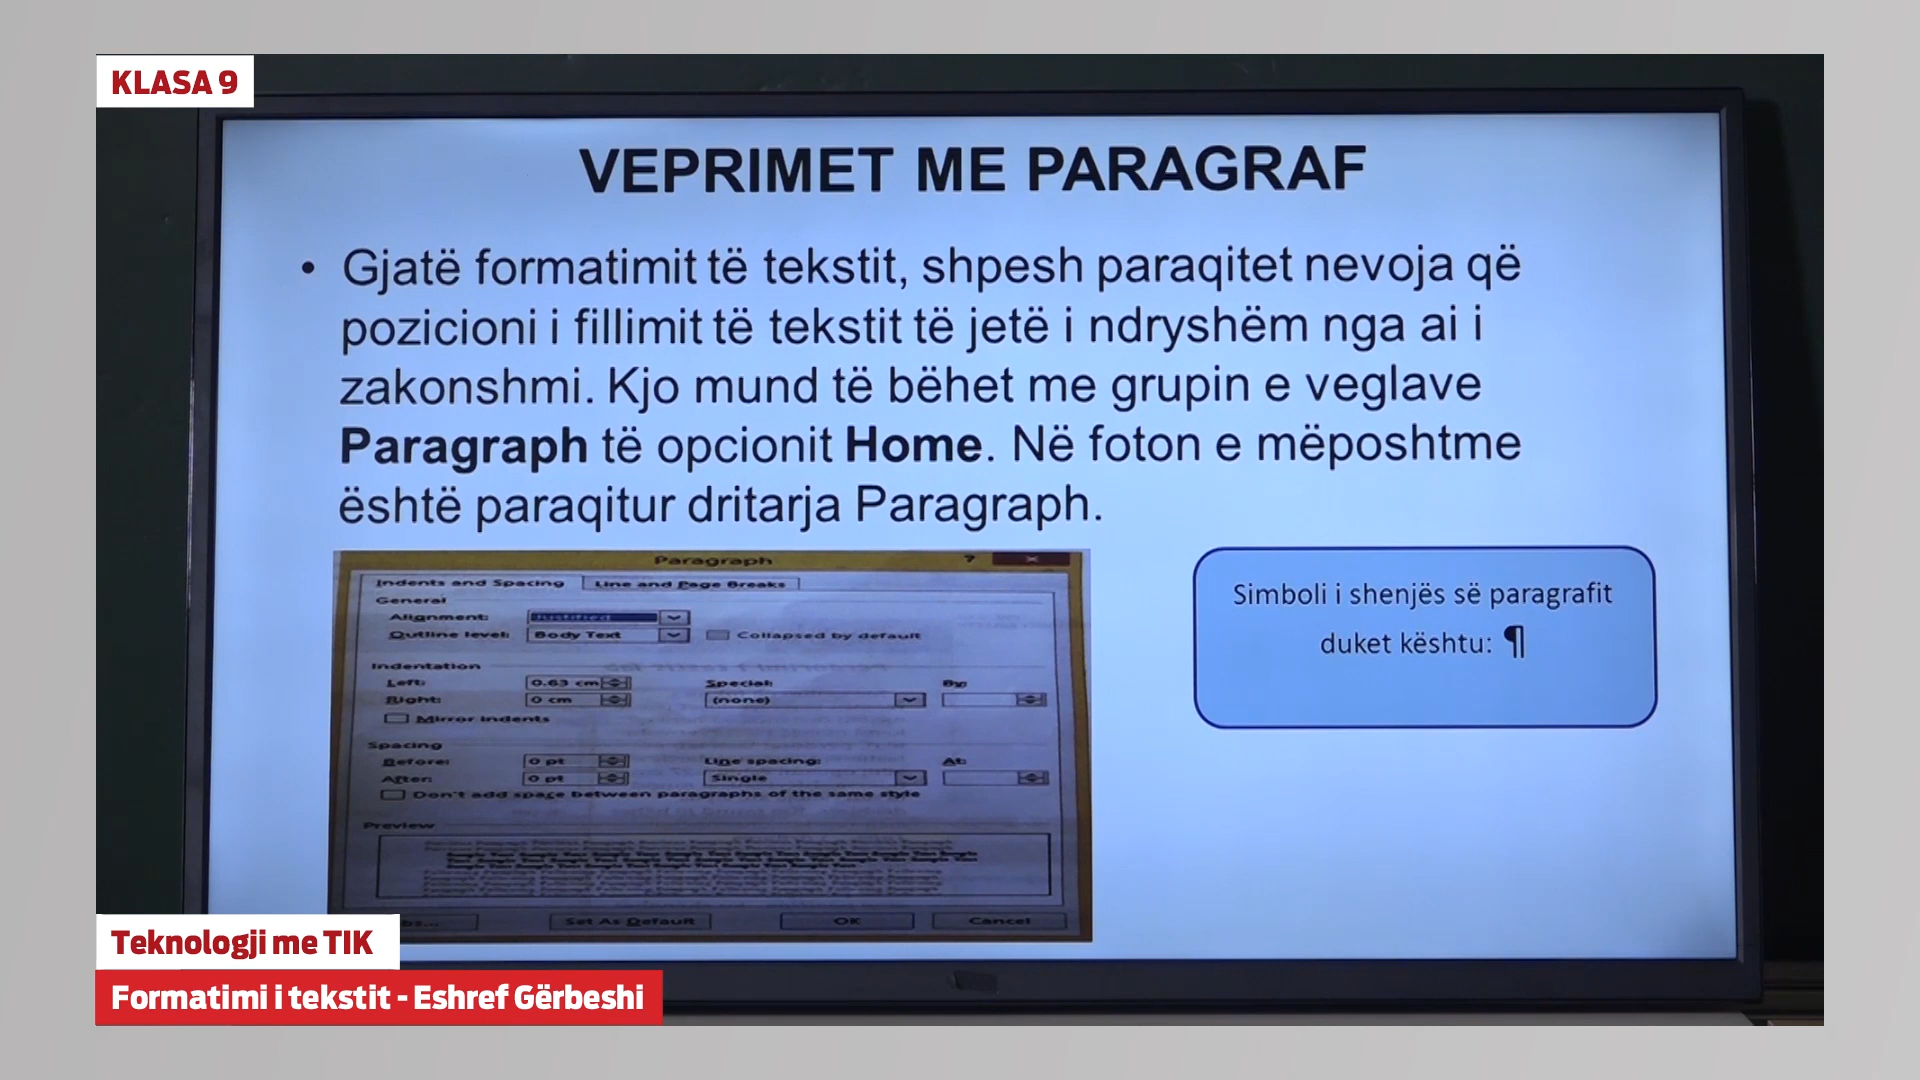 KLASA 9
VEPRIMET ME PARAGRAF
• Gjatë formatimit të tekstit, shpesh paraqitet nevoja që
pozicioni i fillimit të tekstit të jetë i ndryshëm nga ai i
zakonshmi. Kjo mund të bëhet me grupin e veglave
Paragraph të opcionit Home. Në foton e mëposhtme
është paraqitur dritarja Paragraph.
Paragraph ?
Indents and Spacing Line and Page Breaks
General
Alignment: Justified
Outline level: Body Text Collapsed by default
Indentation
Left: 0.63 cm Special: By:
Right: 0 cm (none)
Mirror indents
Spacing
Before: 0 pt Line spacing: At:
After: 0 pt Single
Don't add space between paragraphs of the same style
Preview
Set As Default OK Cancel
Simboli i shenjës së paragrafit
duket kështu: ¶
Teknologji me TIK
Formatimi i tekstit - Eshref Gërbeshi